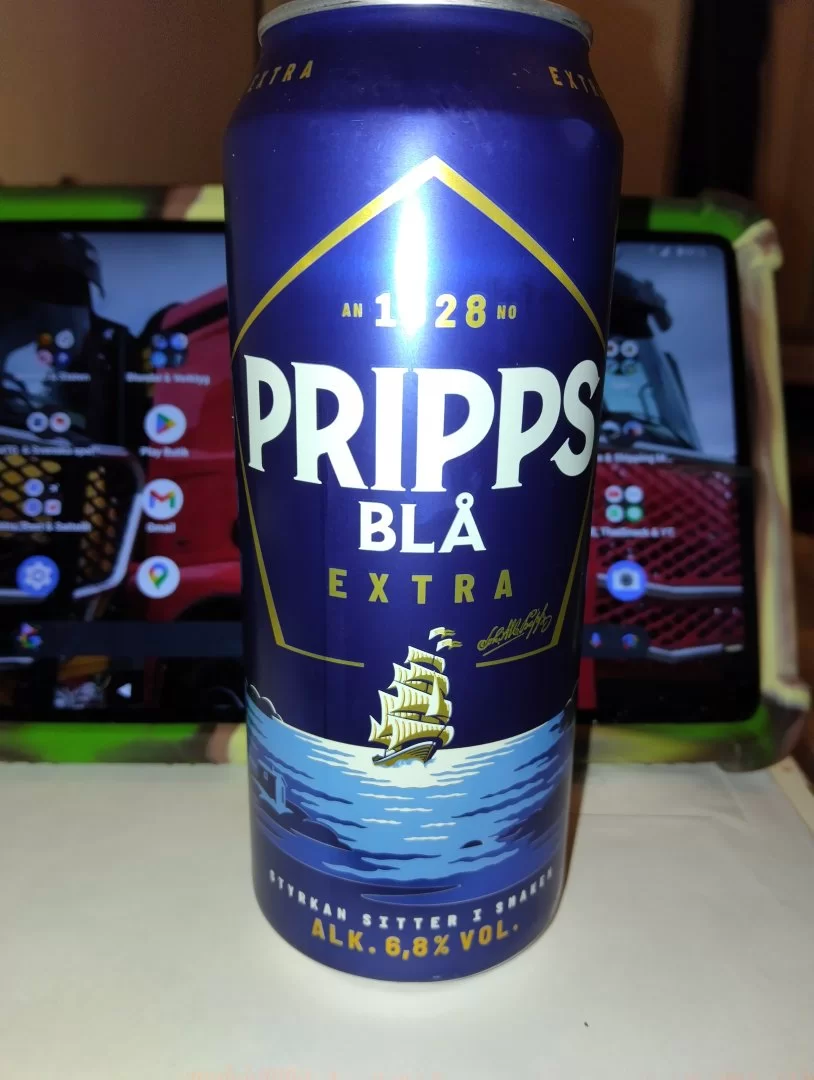 EXTRA EXTRA
AN 1828 NO
PRIPPS
BLÅ
EXTRA
STYRKAN SITTER I SMAKEN
ALK. 6,8% VOL.
Play Butik
Gmail